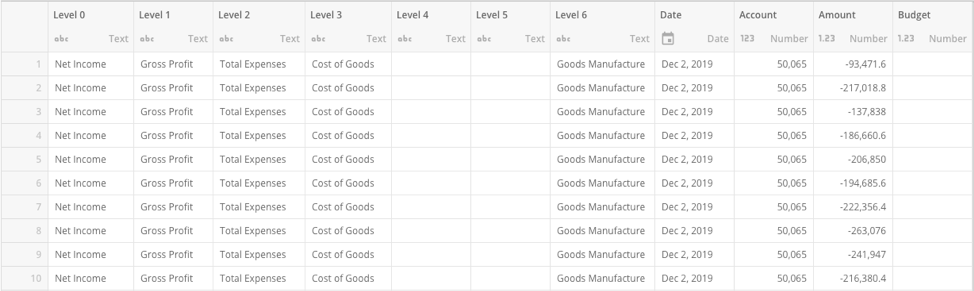 Level 0 Level 1 Level 2 Level 3 Level 4 Level 5 Level 6 Date Account Amount Budget
abc Text abc Text abc Text abc Text abc Text abc Text abc Text Date 123 Number 1.23 Number 1.23 Number
1 Net Income Gross Profit Total Expenses Cost of Goods Goods Manufacture Dec 2, 2019 50,065 -93,471.6
2 Net Income Gross Profit Total Expenses Cost of Goods Goods Manufacture Dec 2, 2019 50,065 -217,018.8
3 Net Income Gross Profit Total Expenses Cost of Goods Goods Manufacture Dec 2, 2019 50,065 -137,838
4 Net Income Gross Profit Total Expenses Cost of Goods Goods Manufacture Dec 2, 2019 50,065 -186,660.6
5 Net Income Gross Profit Total Expenses Cost of Goods Goods Manufacture Dec 2, 2019 50,065 -206,850
6 Net Income Gross Profit Total Expenses Cost of Goods Goods Manufacture Dec 2, 2019 50,065 -194,685.6
7 Net Income Gross Profit Total Expenses Cost of Goods Goods Manufacture Dec 2, 2019 50,065 -222,356.4
8 Net Income Gross Profit Total Expenses Cost of Goods Goods Manufacture Dec 2, 2019 50,065 -263,076
9 Net Income Gross Profit Total Expenses Cost of Goods Goods Manufacture Dec 2, 2019 50,065 -241,947
10 Net Income Gross Profit Total Expenses Cost of Goods Goods Manufacture Dec 2, 2019 50,065 -216,380.4